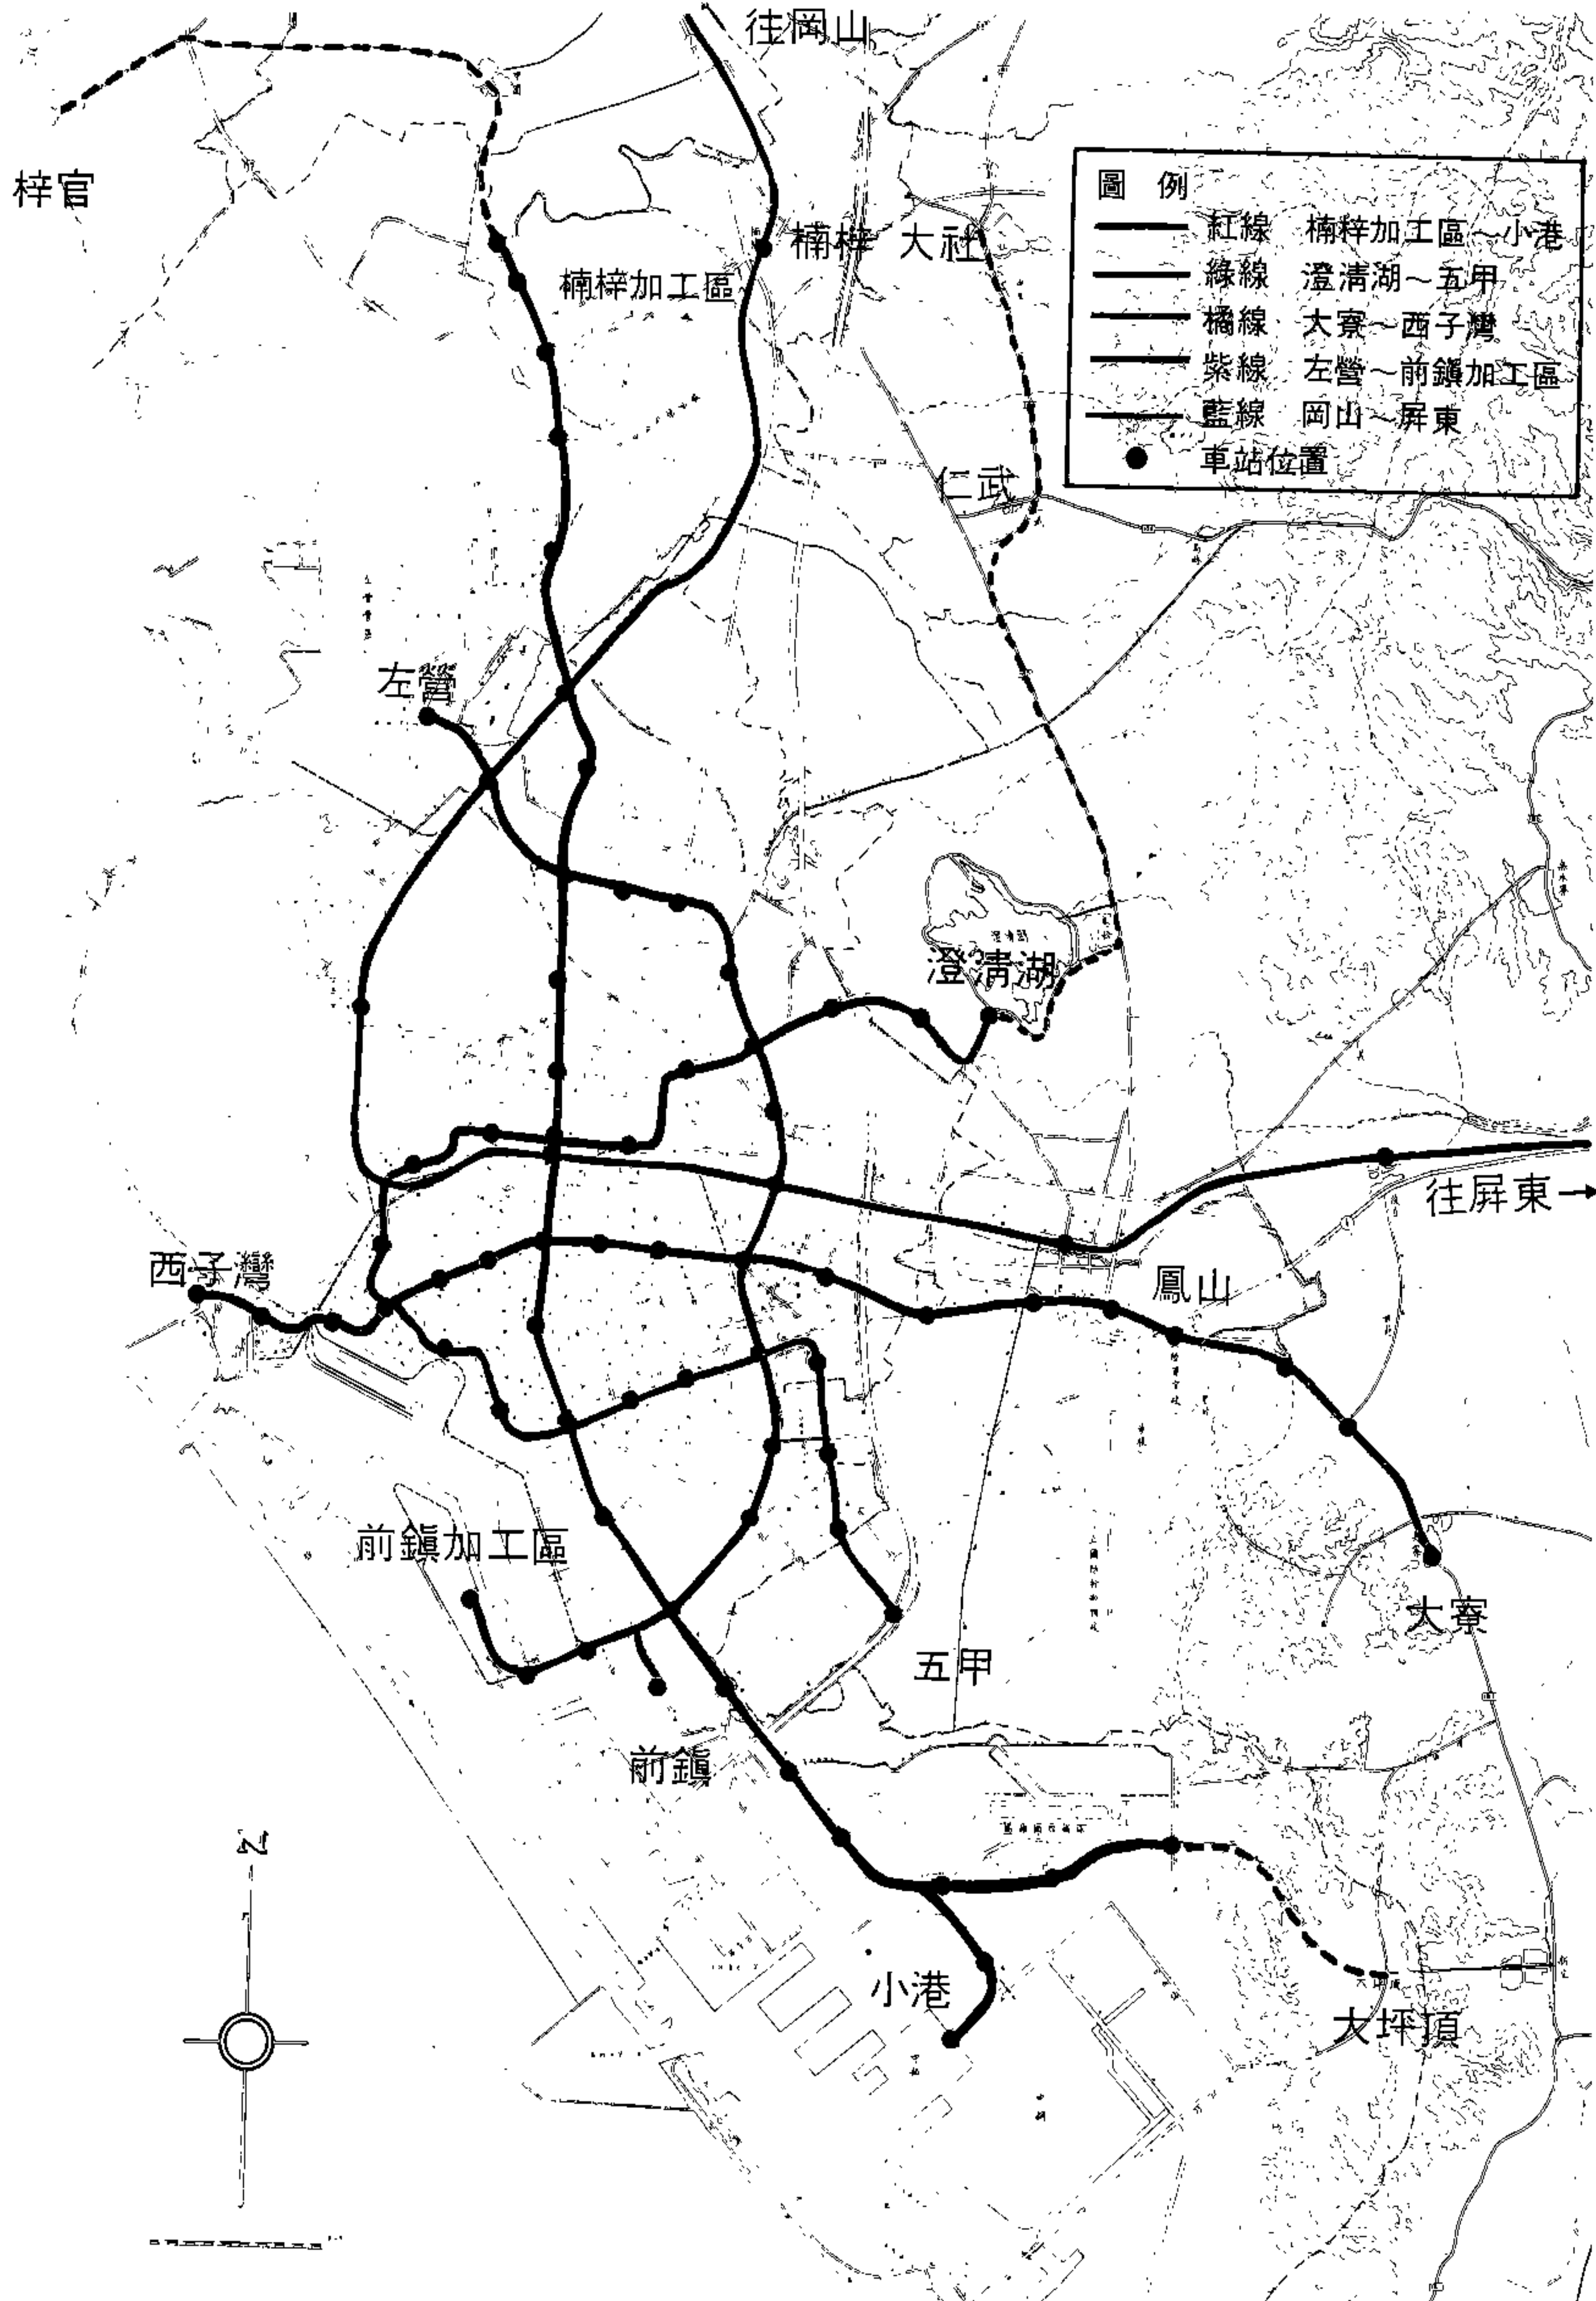 往岡山
梓官
楠梓
大社
楠梓加工區
圖例
紅線 楠梓加工區~小港
綠線 澄清湖~五甲
橘線 大寮~西子灣
紫線 左營~前鎮加工區
藍線 岡山~屏東
車站位置
仁武
左營
澄清湖
澄清湖
往屏東→
西子灣
鳳山
前鎮加工區
大寮
五甲
前鎮
小港
大坪頂
N